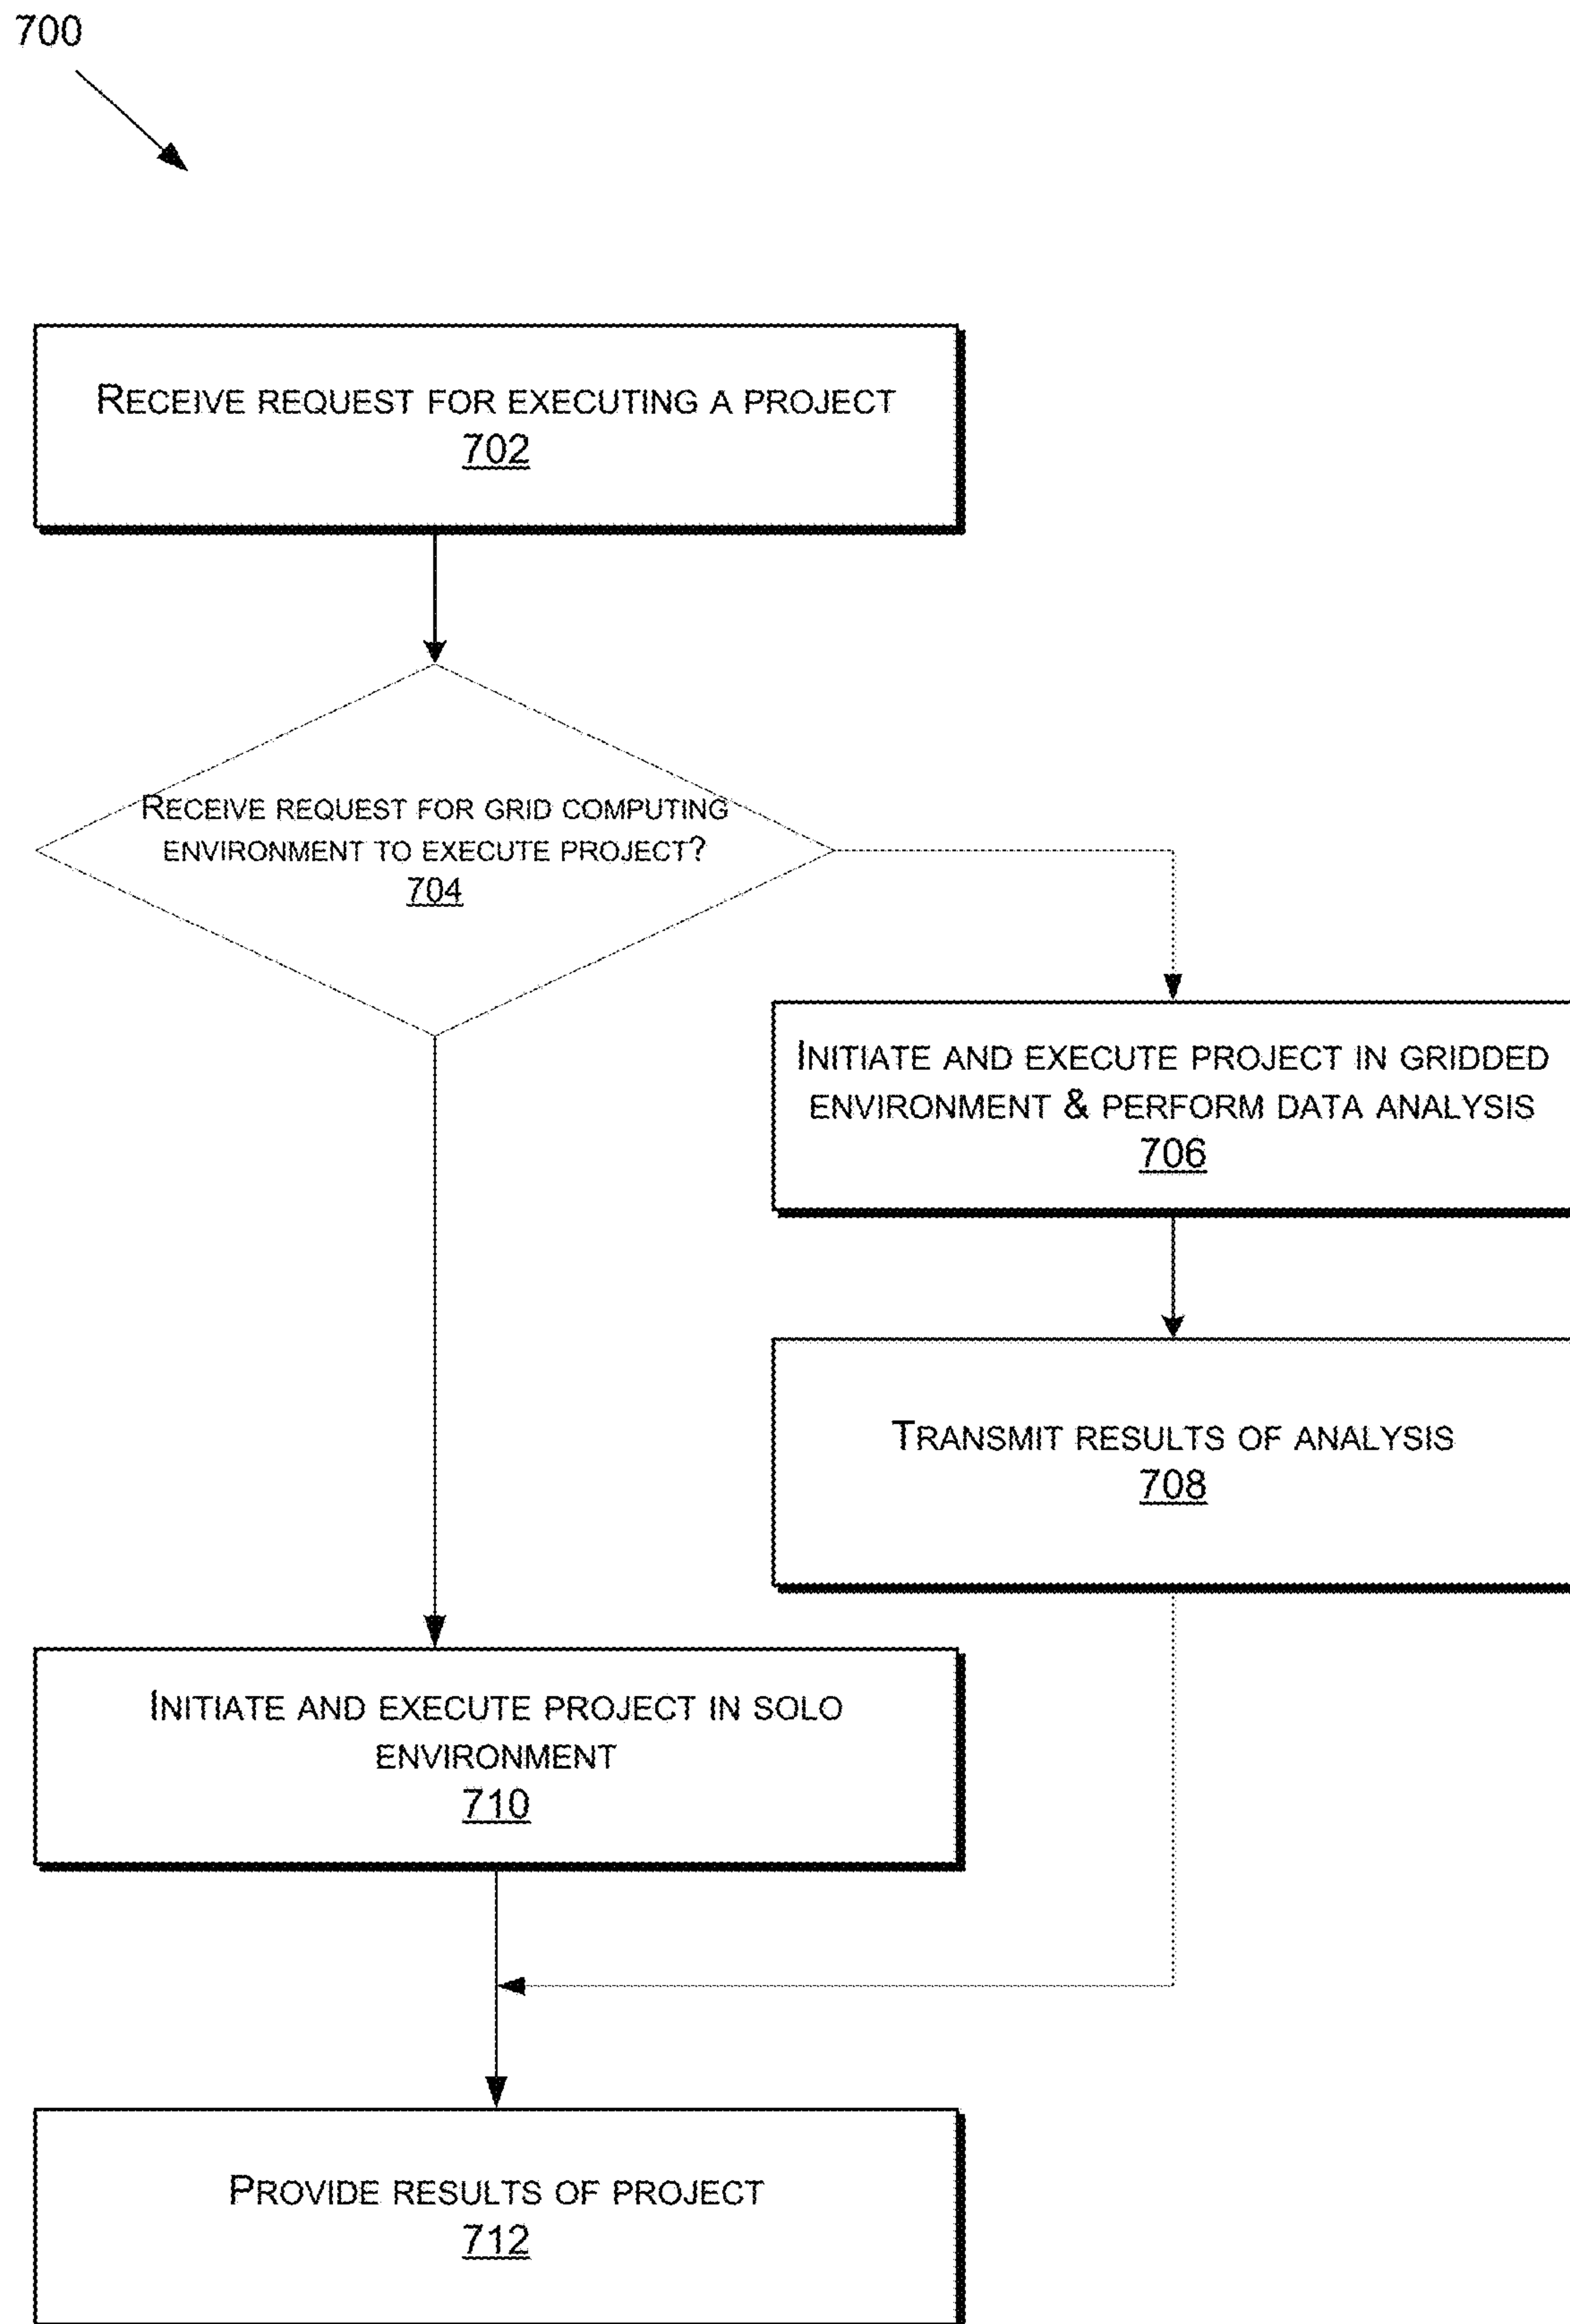 700
RECEIVE REQUEST FOR EXECUTING A PROJECT
702
RECEIVE REQUEST FOR GRID COMPUTING
ENVIRONMENT TO EXECUTE PROJECT?
704
INITIATE AND EXECUTE PROJECT IN GRIDDED
ENVIRONMENT & PERFORM DATA ANALYSIS
706
TRANSMIT RESULTS OF ANALYSIS
708
INITIATE AND EXECUTE PROJECT IN SOLO
ENVIRONMENT
710
PROVIDE RESULTS OF PROJECT
712